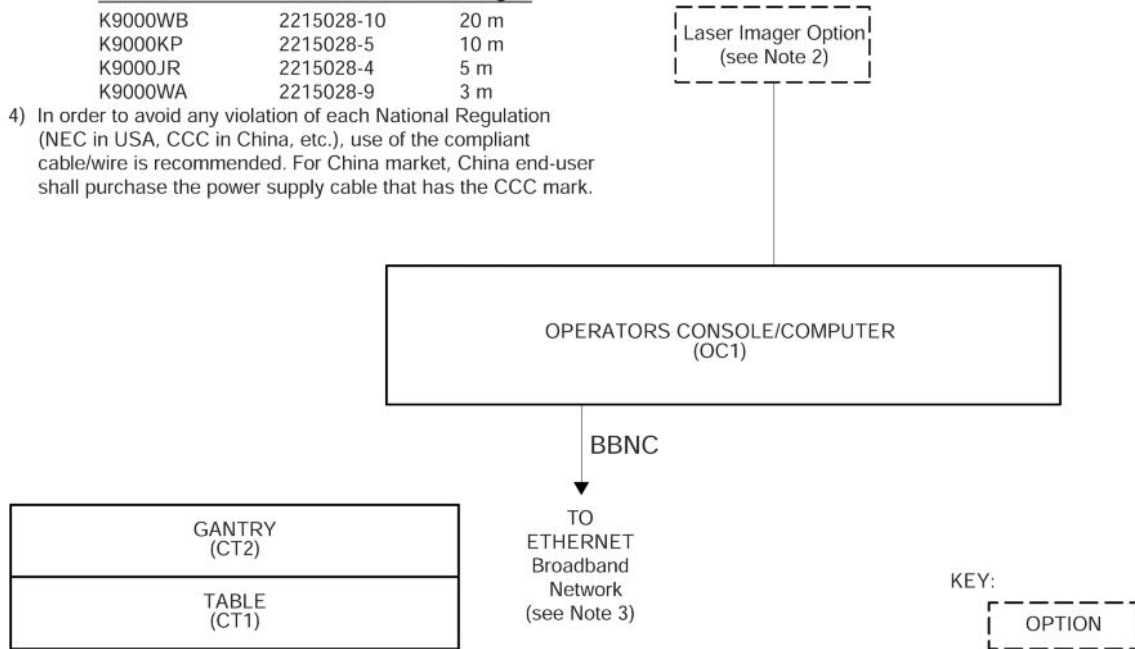 K9000WB 2215028-10 20 m
K9000KP 2215028-5 10 m
K9000JR 2215028-4 5 m
K9000WA 2215028-9 3 m
4) In order to avoid any violation of each National Regulation
(NEC in USA, CCC in China, etc.), use of the compliant
cable/wire is recommended. For China market, China end-user
shall purchase the power supply cable that has the CCC mark.
Laser Imager Option
(see Note 2)
OPERATORS CONSOLE/COMPUTER
(OC1)
BBNC
TO
ETHERNET
Broadband
Network
(see Note 3)
GANTRY
(CT2)
TABLE
(CT1)
KEY:
OPTION